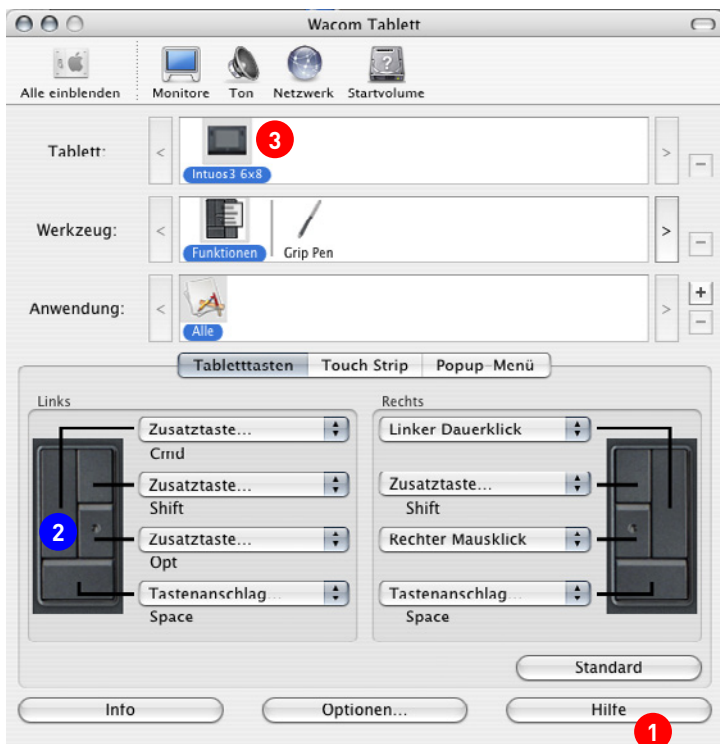 Wacom Tablett
Alle einblenden Monitore Ton Netzwerk Startvolume
Tablett:
< >
3
Intuos3 6x8
−
Werkzeug:
< >
Funktionen Grip Pen
−
Anwendung:
< >
Alle
+
−
Tabletttasten Touch Strip Popup-Menü
Links
Zusatztaste...
Cmd
Zusatztaste...
Shift
2
Zusatztaste...
Opt
Tastenanschlag...
Space
Rechts
Linker Dauerklick
Zusatztaste...
Shift
Rechter Mausklick
Tastenanschlag...
Space
Standard
Info Optionen... Hilfe
1